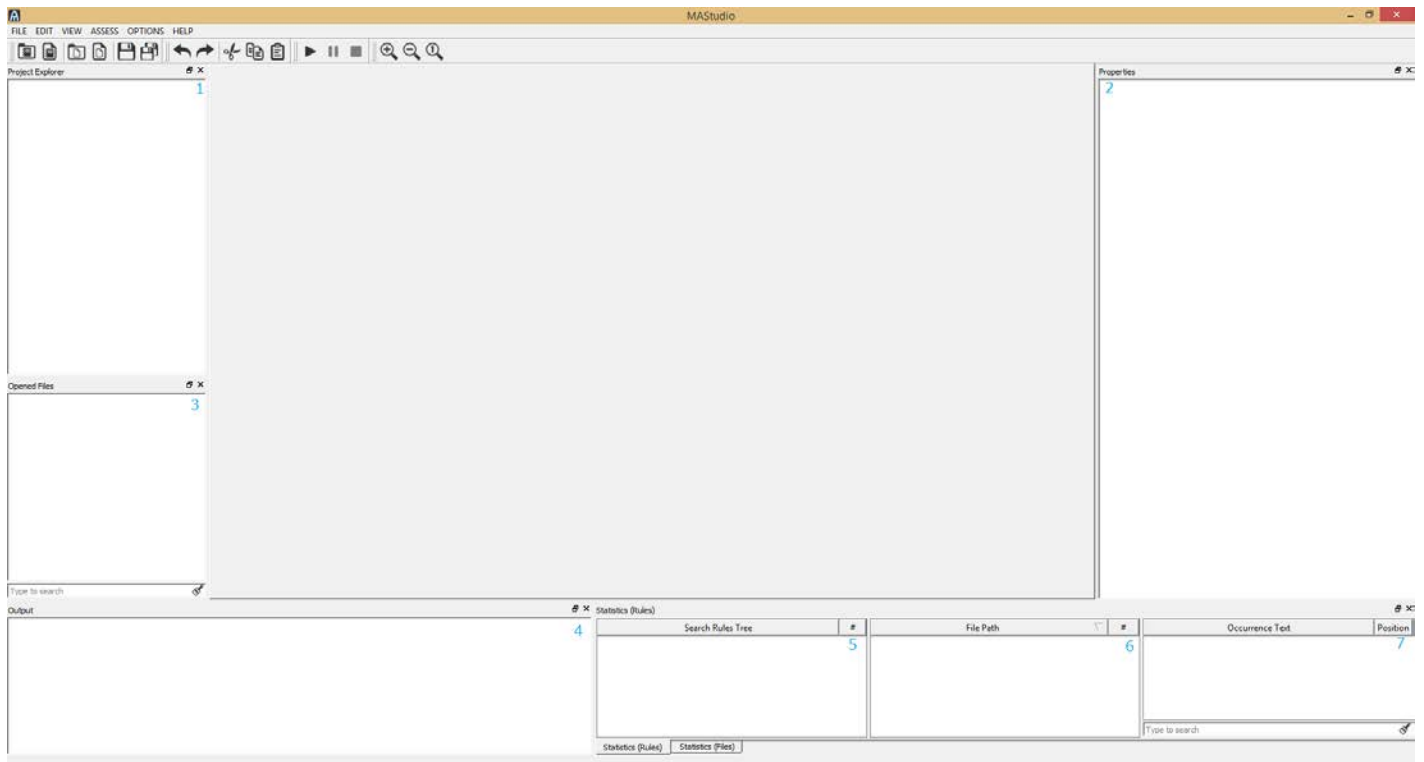 MAStudio
FILE EDIT VIEW ASSESS OPTIONS HELP
Project Explorer
1
Properties
2
Opened Files
3
Type to search
Output
4
Statistics (Rules)
Search Rules Tree #
5
File Path #
6
Occurrence Text Position
7
Type to search
Statistics (Rules) Statistics (Files)